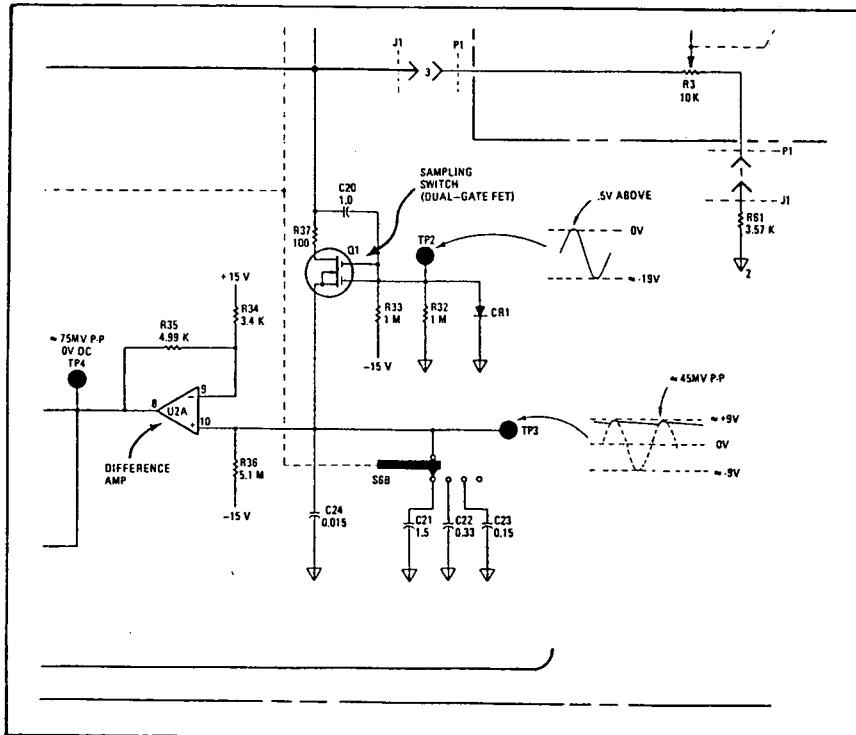 J1
P1
3
R3
10 K
P1
1
J1
R61
3.57 K
2
SAMPLING
SWITCH
(DUAL-GATE FET)
C20
1.0
R37
100
Q1
TP2
.5V ABOVE
0V
≈ -19V
R33
1 M
R32
1 M
CR1
-15 V
+15 V
R34
3.4 K
R35
4.99 K
≈ 75MV P-P
0V DC
TP4
8
U2A
9
-
10
+
DIFFERENCE
AMP
R36
5.1 M
-15 V
TP3
≈ 45MV P-P
≈ +9V
0V
≈ -9V
S6B
C24
0.015
C21
1.5
C22
0.33
C23
0.15